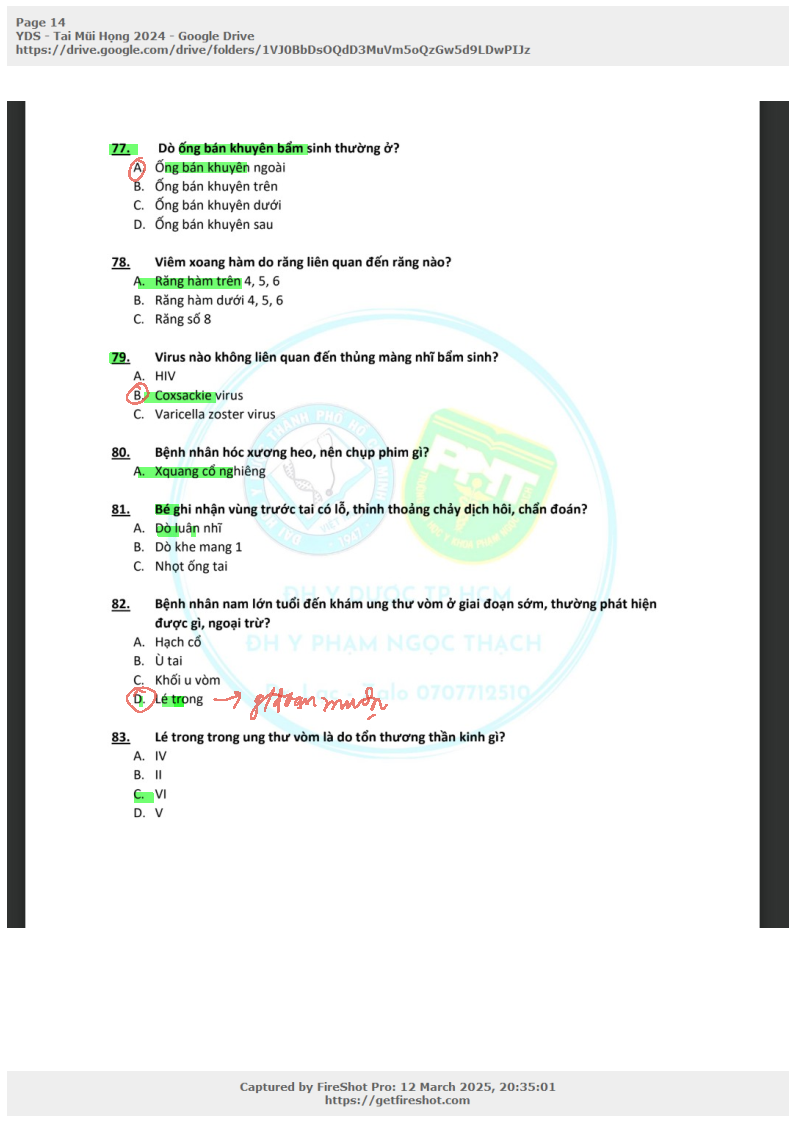 Page 14
YDS - Tai Mũi Họng 2024 - Google Drive
https://drive.google.com/drive/folders/1VJ0BbDsOQdD3MuVm5oQzGw5d9LDwPIJz
77. Dò ống bán khuyên bẩm sinh thường ở?
A. Ống bán khuyên ngoài
B. Ống bán khuyên trên
C. Ống bán khuyên dưới
D. Ống bán khuyên sau
78. Viêm xoang hàm do răng liên quan đến răng nào?
A. Răng hàm trên 4, 5, 6
B. Răng hàm dưới 4, 5, 6
C. Răng số 8
79. Virus nào không liên quan đến thủng màng nhĩ bẩm sinh?
A. HIV
B. Coxsackie virus
C. Varicella zoster virus
80. Bệnh nhân hóc xương heo, nên chụp phim gì?
A. Xquang cổ nghiêng
81. Bé ghi nhận vùng trước tai có lỗ, thỉnh thoảng chảy dịch hôi, chẩn đoán?
A. Dò luân nhĩ
B. Dò khe mang 1
C. Nhọt ống tai
82. Bệnh nhân nam lớn tuổi đến khám ung thư vòm ở giai đoạn sớm, thường phát hiện
được gì, ngoại trừ?
A. Hạch cổ
B. Ù tai
C. Khối u vòm
D. Lé trong → gđoạn muộn
83. Lé trong trong ung thư vòm là do tổn thương thần kinh gì?
A. IV
B. II
C. VI
D. V
ĐH Y DƯỢC TP HCM
ĐH Y PHẠM NGỌC THẠCH
Zalo 0707712510
Captured by FireShot Pro: 12 March 2025, 20:35:01
https://getfireshot.com